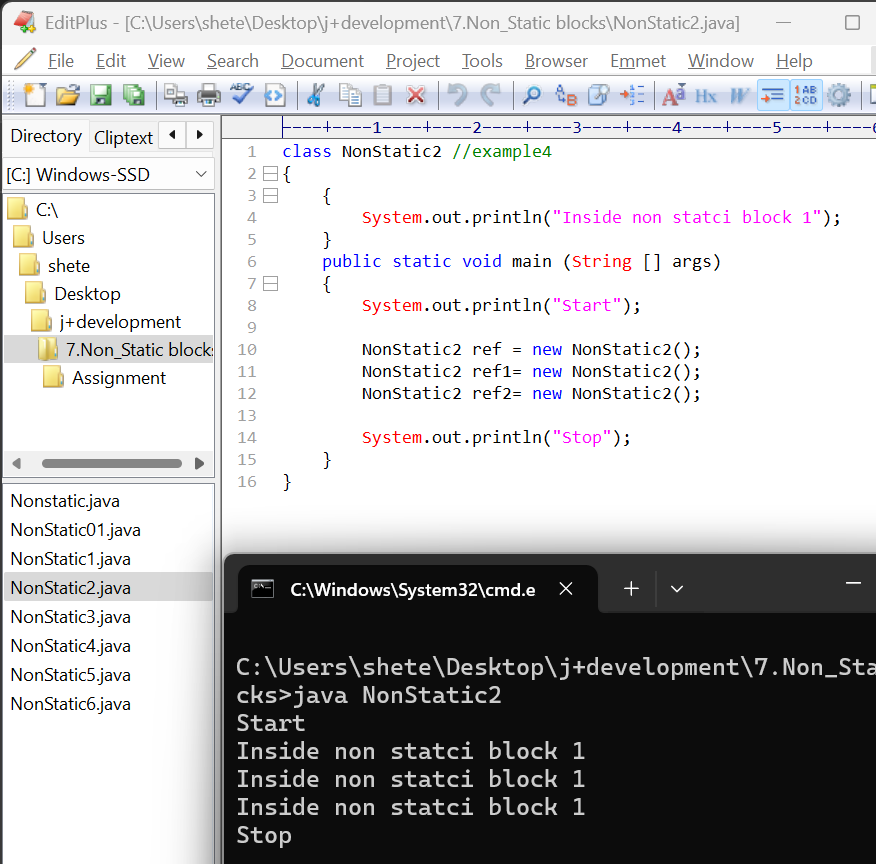 EditPlus - [C:\Users\shete\Desktop\j+development\7.Non_Static blocks\NonStatic2.java]
File Edit View Search Document Project Tools Browser Emmet Window Help
Directory Cliptext
[C:] Windows-SSD
C:\
Users
shete
Desktop
j+development
7.Non_Static blocks
Assignment
Nonstatic.java
NonStatic01.java
NonStatic1.java
NonStatic2.java
NonStatic3.java
NonStatic4.java
NonStatic5.java
NonStatic6.java
----+----1----+----2----+----3----+----4----+----5----+----6
1 class NonStatic2 //example4
2 {
3 {
4 System.out.println("Inside non statci block 1");
5 }
6 public static void main (String [] args)
7 {
8 System.out.println("Start");
9
10 NonStatic2 ref = new NonStatic2();
11 NonStatic2 ref1= new NonStatic2();
12 NonStatic2 ref2= new NonStatic2();
13
14 System.out.println("Stop");
15 }
16 }
C:\Windows\System32\cmd.e
C:\Users\shete\Desktop\j+development\7.Non_Sta
cks>java NonStatic2
Start
Inside non statci block 1
Inside non statci block 1
Inside non statci block 1
Stop